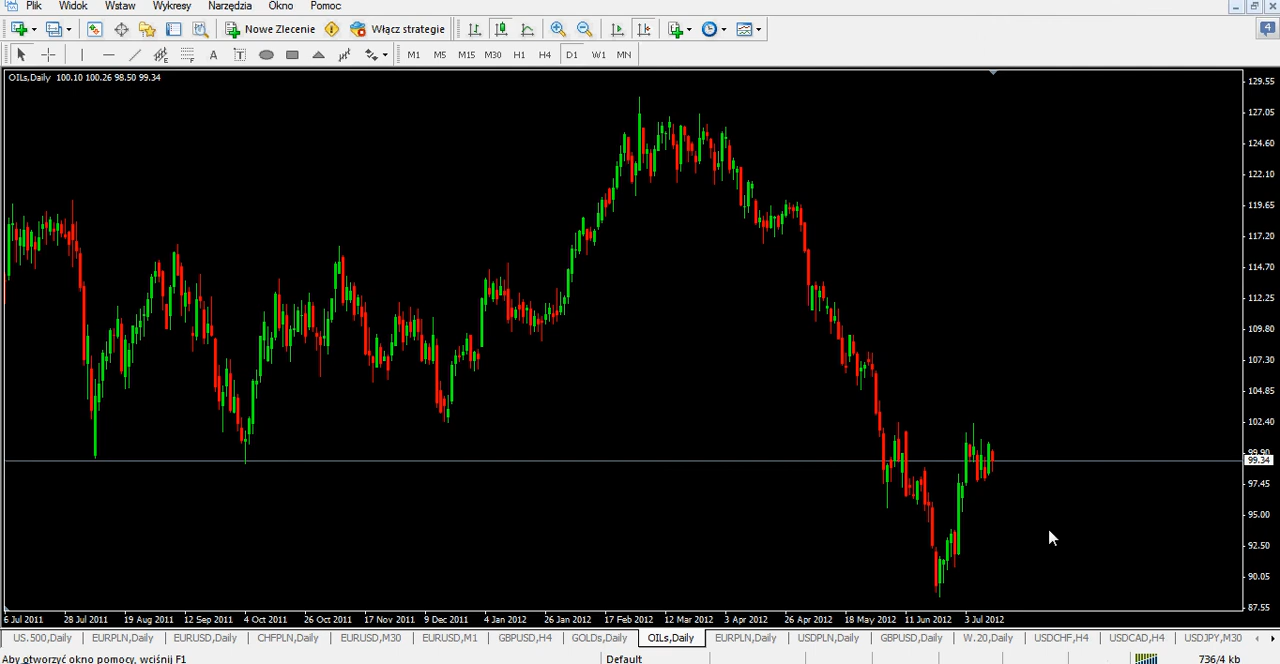 Plik Widok Wstaw Wykresy Narzędzia Okno Pomoc
Nowe Zlecenie Włącz strategie 4
A T M1 M5 M15 M30 H1 H4 D1 W1 MN
OILs,Daily 100.10 100.26 98.50 99.34
129.55
127.05
124.60
122.10
119.65
117.20
114.70
112.25
109.80
107.30
104.85
102.40
99.90
99.34
97.45
95.00
92.50
90.05
87.55
6 Jul 2011 28 Jul 2011 19 Aug 2011 12 Sep 2011 4 Oct 2011 26 Oct 2011 17 Nov 2011 9 Dec 2011 4 Jan 2012 26 Jan 2012 17 Feb 2012 12 Mar 2012 3 Apr 2012 26 Apr 2012 18 May 2012 11 Jun 2012 3 Jul 2012
US.500,Daily EURPLN,Daily EURUSD,Daily CHFPLN,Daily EURUSD,M30 EURUSD,M1 GBPUSD,H4 GOLDs,Daily OILs,Daily EURPLN,Daily USDPLN,Daily GBPUSD,Daily W.20,Daily USDCHF,H4 USDCAD,H4 USDJPY,M30
Aby otworzyć okno pomocy, wciśnij F1 Default 736/4 kb